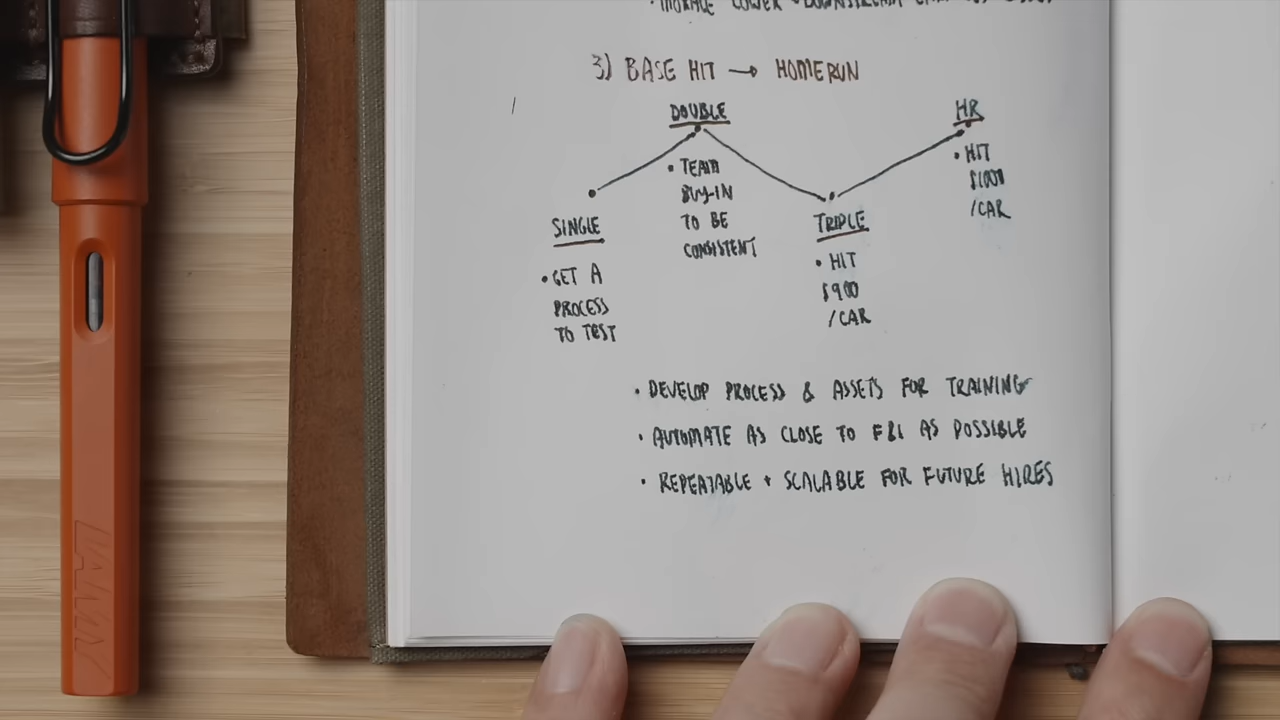 3) BASE HIT → HOMERUN
DOUBLE
HR
• TEAM
BUY-IN
TO BE
CONSISTENT
• HIT
/CAR
SINGLE
• GET A
PROCESS
TO TEST
TRIPLE
• HIT
$900
/CAR
• DEVELOP PROCESS & ASSETS FOR TRAINING
• AUTOMATE AS CLOSE TO AS POSSIBLE
• REPEATABLE + SCALABLE FOR FUTURE HIRES
LAMY